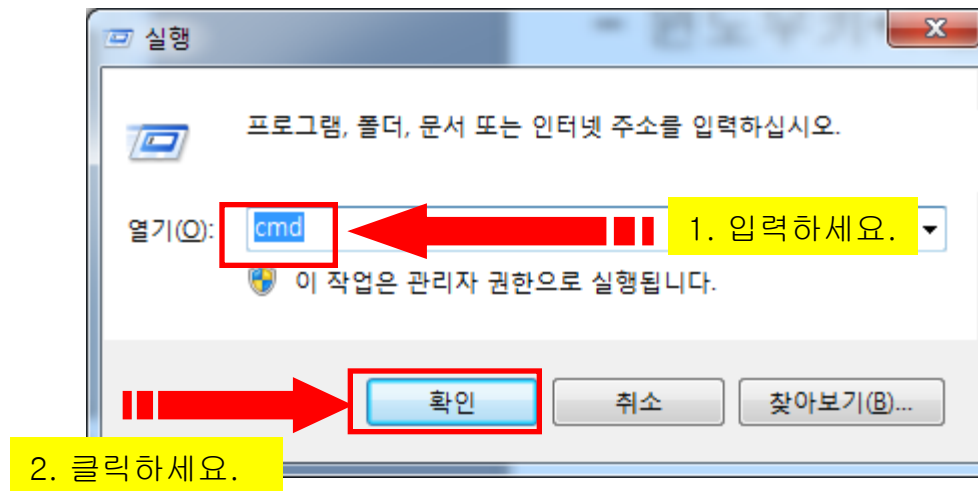 실행
프로그램, 폴더, 문서 또는 인터넷 주소를 입력하십시오.
열기(O): cmd
1. 입력하세요.
이 작업은 관리자 권한으로 실행됩니다.
확인 취소 찾아보기(B)...
2. 클릭하세요.